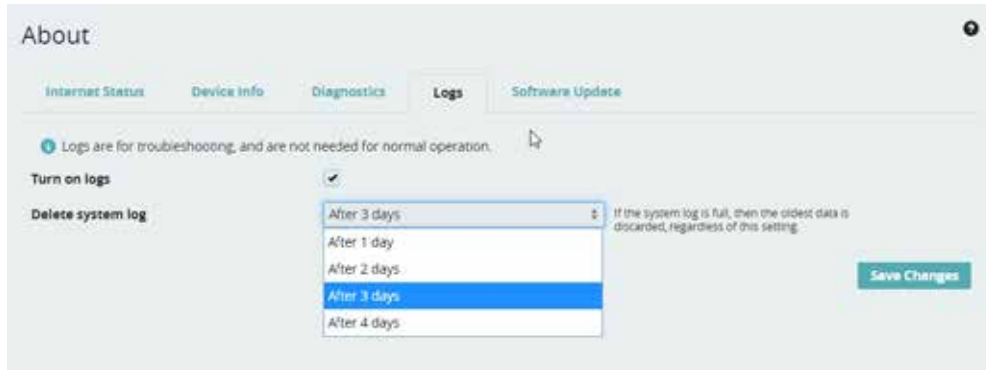 About
Internet Status Device Info Diagnostics Logs Software Update
Logs are for troubleshooting, and are not needed for normal operation.
Turn on logs
Delete system log After 3 days If the system log is full, then the oldest data is
discarded, regardless of this setting.
After 1 day
After 2 days
After 3 days
After 4 days
Save Changes